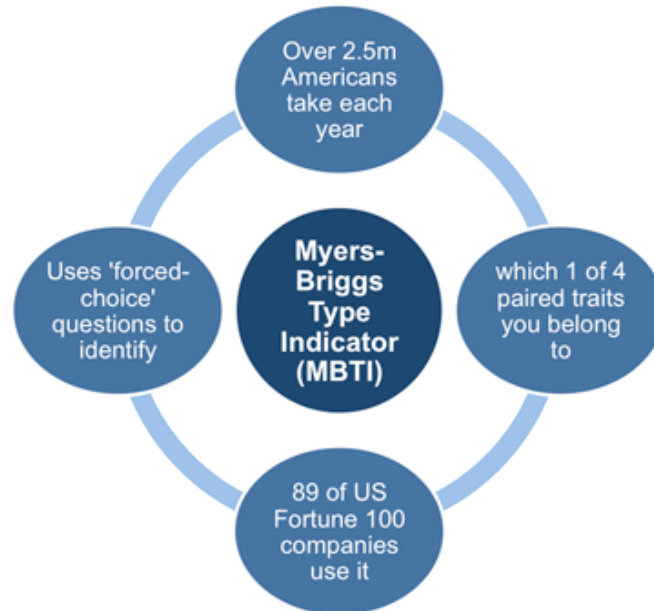 Over 2.5m
Americans
take each
year
Uses 'forced-
choice'
questions to
identify
Myers-
Briggs
Type
Indicator
(MBTI)
which 1 of 4
paired traits
you belong
to
89 of US
Fortune 100
companies
use it